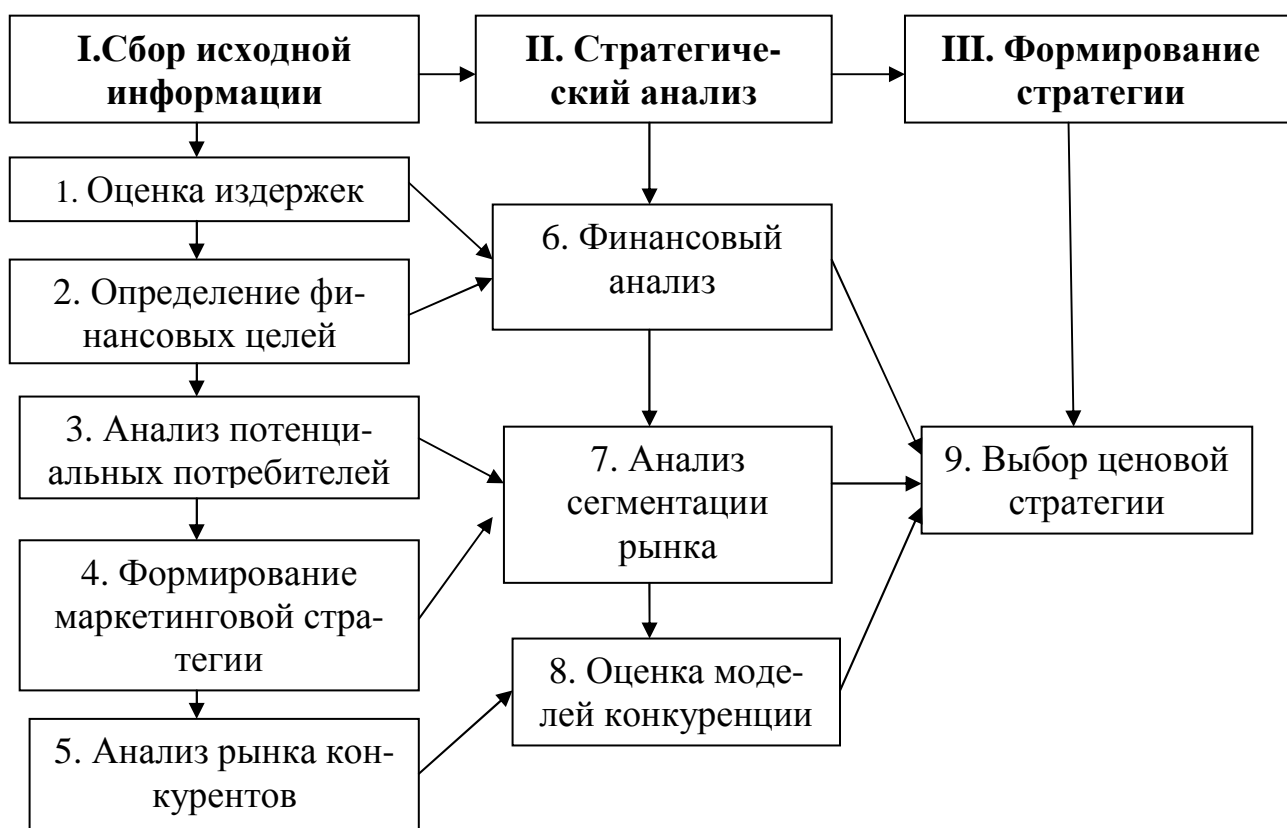 I.Сбор исходной
информации
II. Стратегиче-
ский анализ
III. Формирование
стратегии
1. Оценка издержек
2. Определение фи-
нансовых целей
3. Анализ потенци-
альных потребителей
4. Формирование
маркетинговой стра-
тегии
5. Анализ рынка кон-
курентов
6. Финансовый
анализ
7. Анализ
сегментации
рынка
8. Оценка моде-
лей конкуренции
9. Выбор ценовой
стратегии